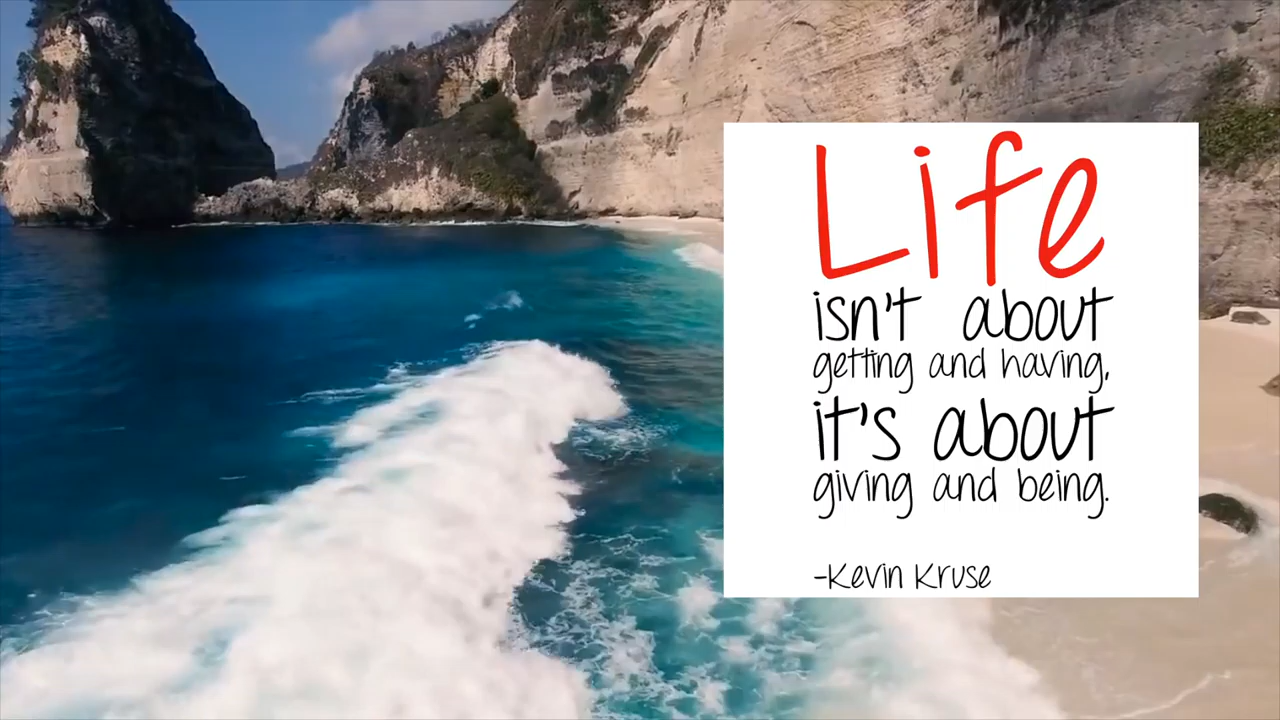 Life
isn't about
getting and having,
it's about
giving and being.
-Kevin Kruse